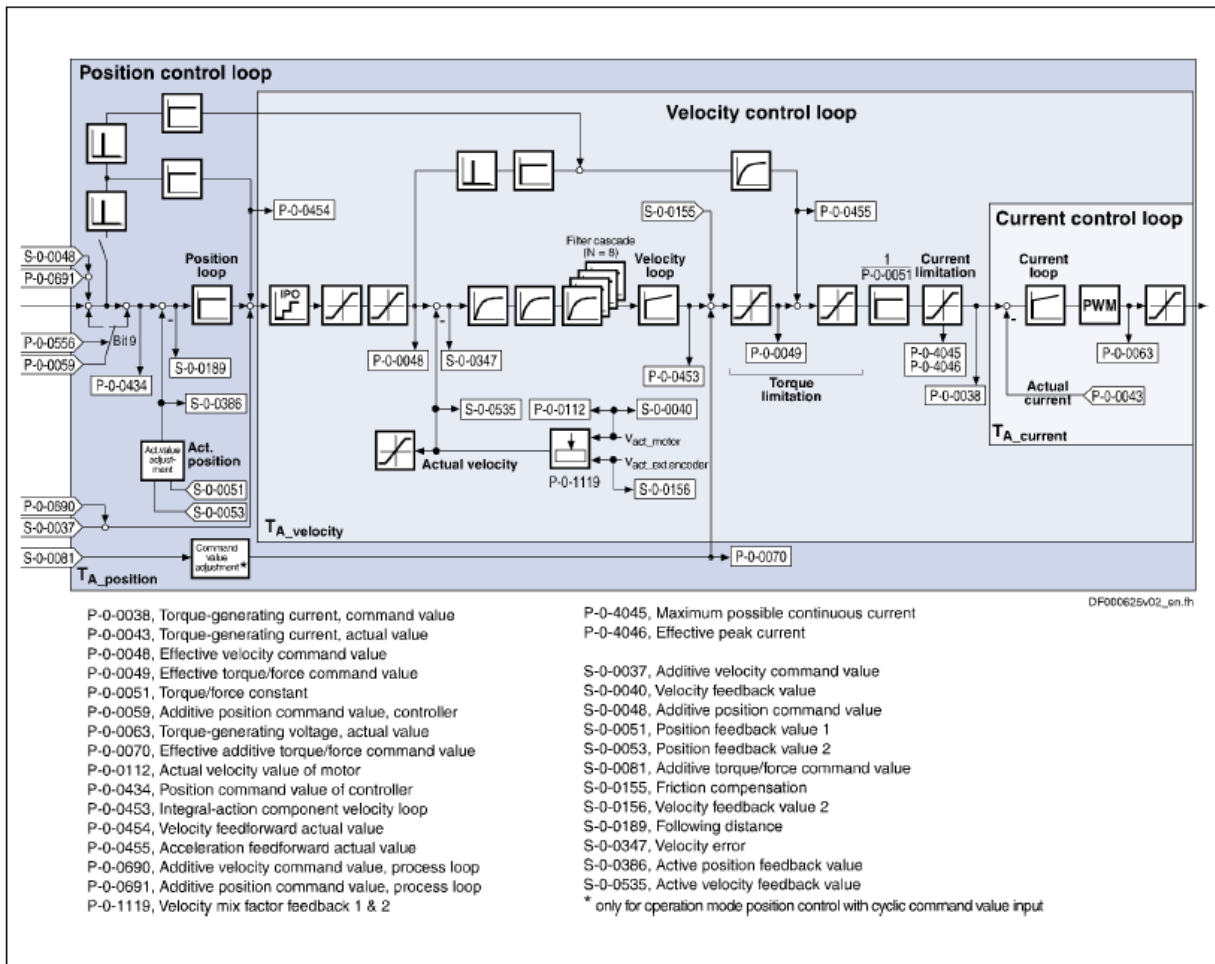 Position control loop
Velocity control loop
P-0-0454
S-0-0155
P-0-0455
Current control loop
S-0-0048
P-0-0691
Position
loop
Filter cascade
(N = 8)
Velocity
loop
1
P-0-0051
Current
limitation
Current
loop
IPO
PWM
P-0-0556
P-0-0059
Bit 9
-
-
-
S-0-0189
P-0-0048
S-0-0347
P-0-0049
P-0-4045
P-0-4046
P-0-0063
P-0-0434
P-0-0453
Torque
limitation
P-0-0038
Actual
current
P-0-0043
S-0-0386
S-0-0535
P-0-0112
S-0-0040
TA_current
Act.value
adjust-
ment
Act.
position
Actual velocity
Vact_motor
Vact_ext.encoder
S-0-0051
P-0-1119
S-0-0156
S-0-0053
P-0-0690
S-0-0037
TA_velocity
S-0-0081
Command
value
adjustment*
P-0-0070
TA_position
DF000625v02_en.fh
P-0-0038, Torque-generating current, command value
P-0-0043, Torque-generating current, actual value
P-0-0048, Effective velocity command value
P-0-0049, Effective torque/force command value
P-0-0051, Torque/force constant
P-0-0059, Additive position command value, controller
P-0-0063, Torque-generating voltage, actual value
P-0-0070, Effective additive torque/force command value
P-0-0112, Actual velocity value of motor
P-0-0434, Position command value of controller
P-0-0453, Integral-action component velocity loop
P-0-0454, Velocity feedforward actual value
P-0-0455, Acceleration feedforward actual value
P-0-0690, Additive velocity command value, process loop
P-0-0691, Additive position command value, process loop
P-0-1119, Velocity mix factor feedback 1 & 2
P-0-4045, Maximum possible continuous current
P-0-4046, Effective peak current
S-0-0037, Additive velocity command value
S-0-0040, Velocity feedback value
S-0-0048, Additive position command value
S-0-0051, Position feedback value 1
S-0-0053, Position feedback value 2
S-0-0081, Additive torque/force command value
S-0-0155, Friction compensation
S-0-0156, Velocity feedback value 2
S-0-0189, Following distance
S-0-0347, Velocity error
S-0-0386, Active position feedback value
S-0-0535, Active velocity feedback value
* only for operation mode position control with cyclic command value input